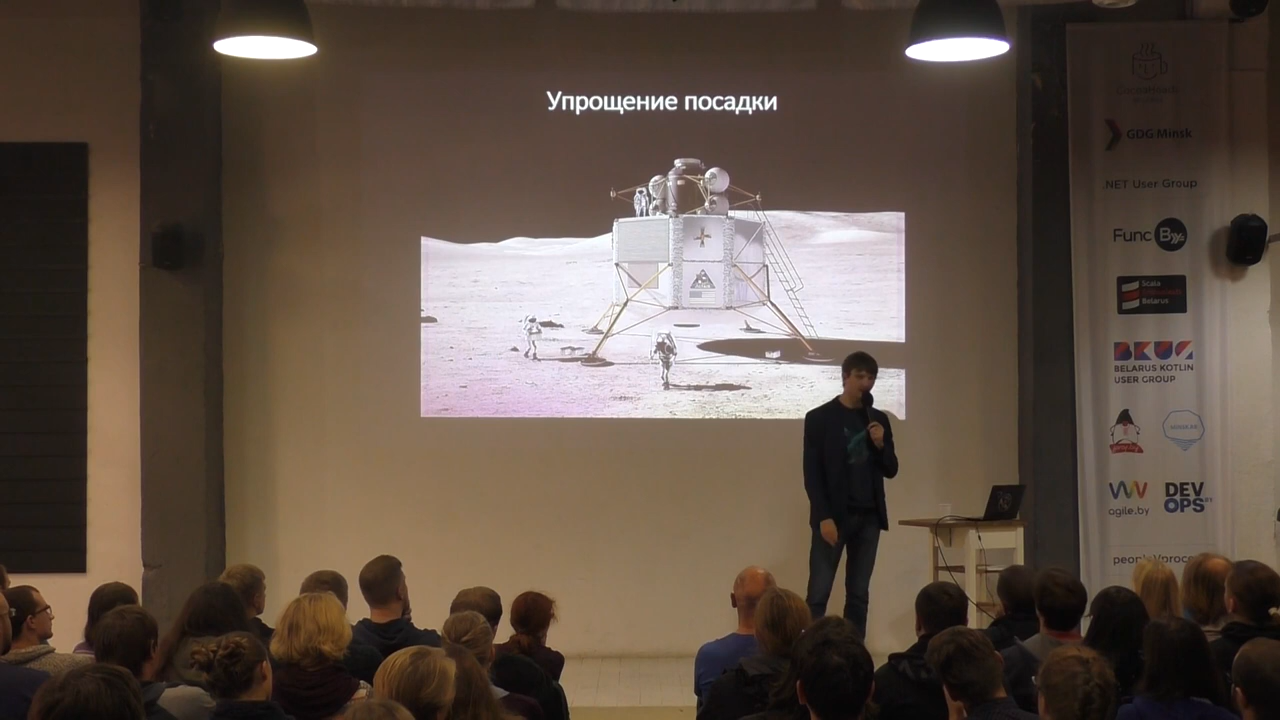 Упрощение посадки
GDG Minsk
.NET User Group
Func By
Scala
Belarus
BKUG
BELARUS KOTLIN
USER GROUP
agile.by
DEV
OPS BY